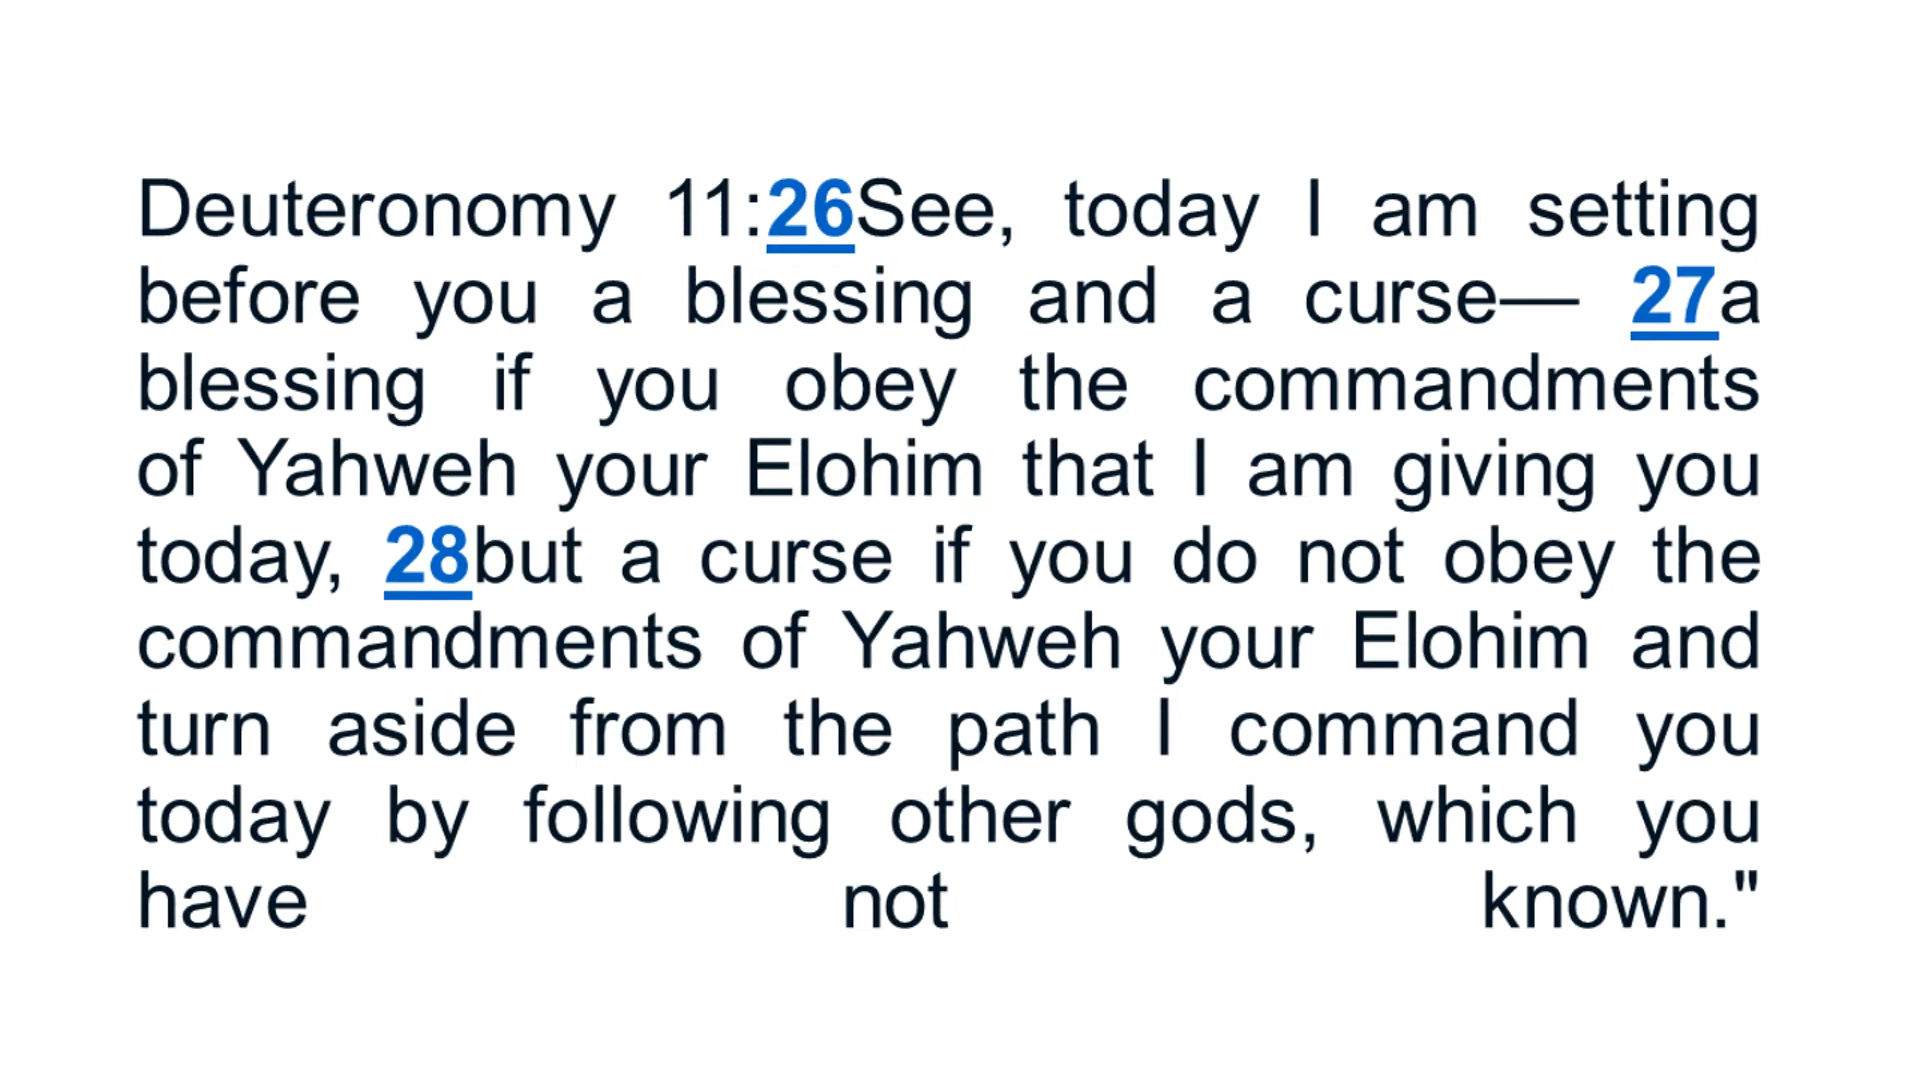 Deuteronomy 11:26See, today I am setting
before you a blessing and a curse— 27a
blessing if you obey the commandments
of Yahweh your Elohim that I am giving you
today, 28but a curse if you do not obey the
commandments of Yahweh your Elohim and
turn aside from the path I command you
today by following other gods, which you
have not known."